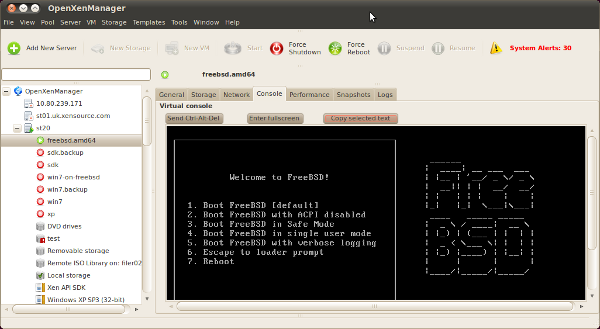 OpenXenManager
File View Pool Server VM Storage Templates Tools Window Help
Add New Server New Storage New VM Start Force Shutdown Force Reboot Suspend Resume System Alerts: 30
freebsd.amd64
OpenXenManager
10.80.239.171
st01.uk.xensource.com
st20
freebsd.amd64
sdk.backup
sdk
win7-on-freebsd
win7.backup
win7
xp
DVD drives
test
Removable storage
Remote ISO Library on: filer02
Local storage
Xen API SDK
Windows XP SP3 (32-bit)
General Storage Network Console Performance Snapshots Logs
Virtual console
Send Ctrl-Alt-Del Enter fullscreen Copy selected text
Welcome to FreeBSD!
1. Boot FreeBSD [default]
2. Boot FreeBSD with ACPI disabled
3. Boot FreeBSD in Safe Mode
4. Boot FreeBSD in single user mode
5. Boot FreeBSD with verbose logging
6. Escape to loader prompt
7. Reboot
Free
BSD